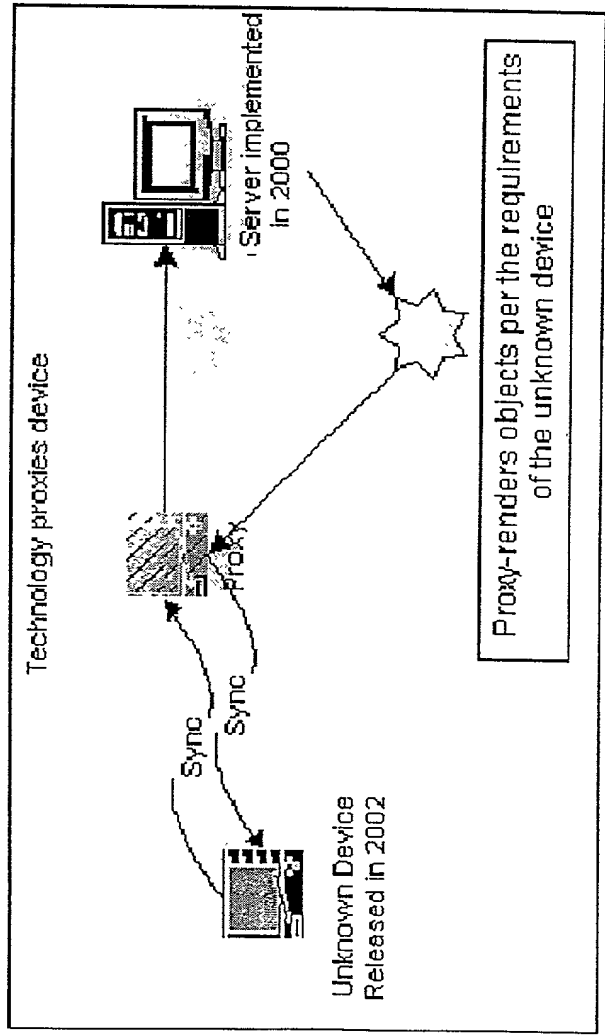 Technology proxies device
Server implemented
in 2000
Proxy
Sync
Sync
Unknown Device
Released in 2002
Proxy-renders objects per the requirements
of the unknown device